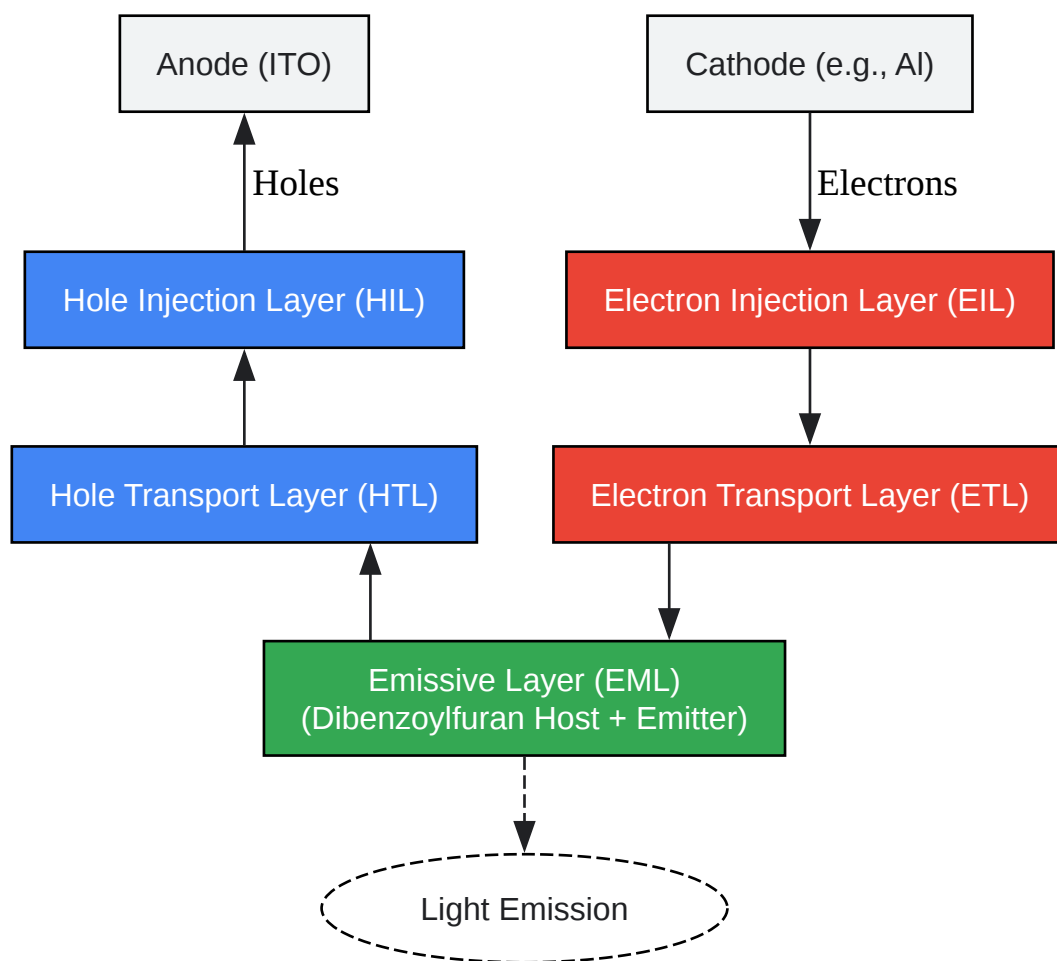 Anode (ITO)
Cathode (e.g., Al)
Holes
Electrons
Hole Injection Layer (HIL)
Electron Injection Layer (EIL)
Hole Transport Layer (HTL)
Electron Transport Layer (ETL)
Emissive Layer (EML)
(Dibenzoylfuran Host + Emitter)
Light Emission